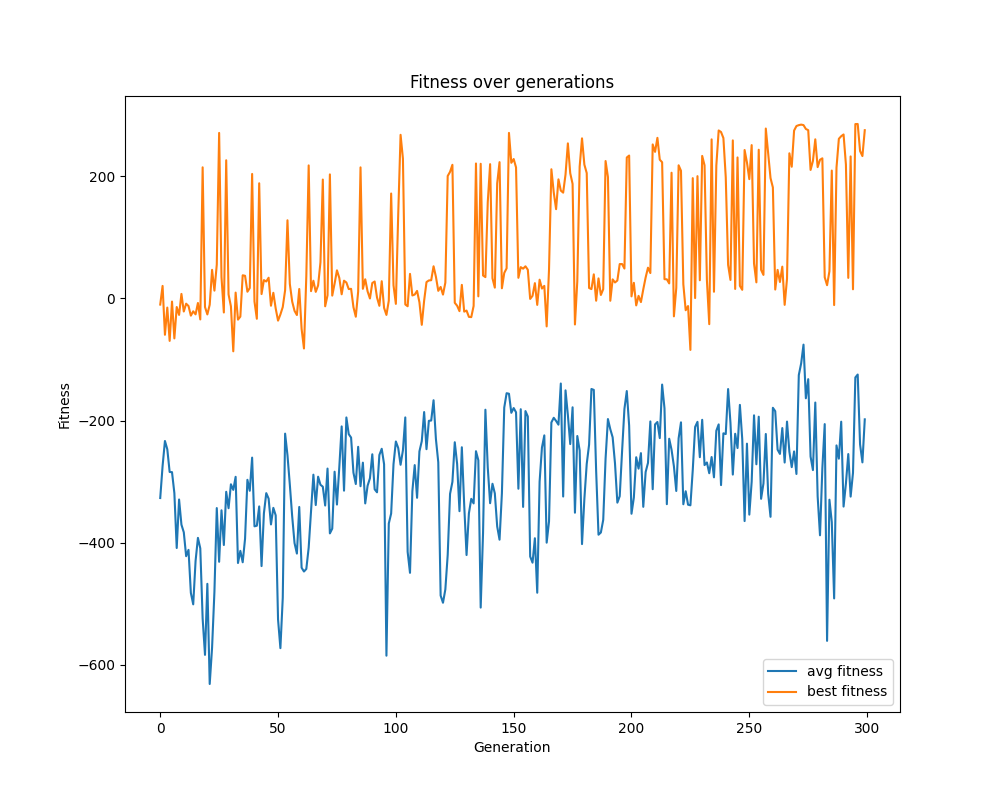 Fitness over generations
Fitness
200
0
−200
−400
−600
0 50 100 150 200 250 300
Generation
avg fitness
best fitness